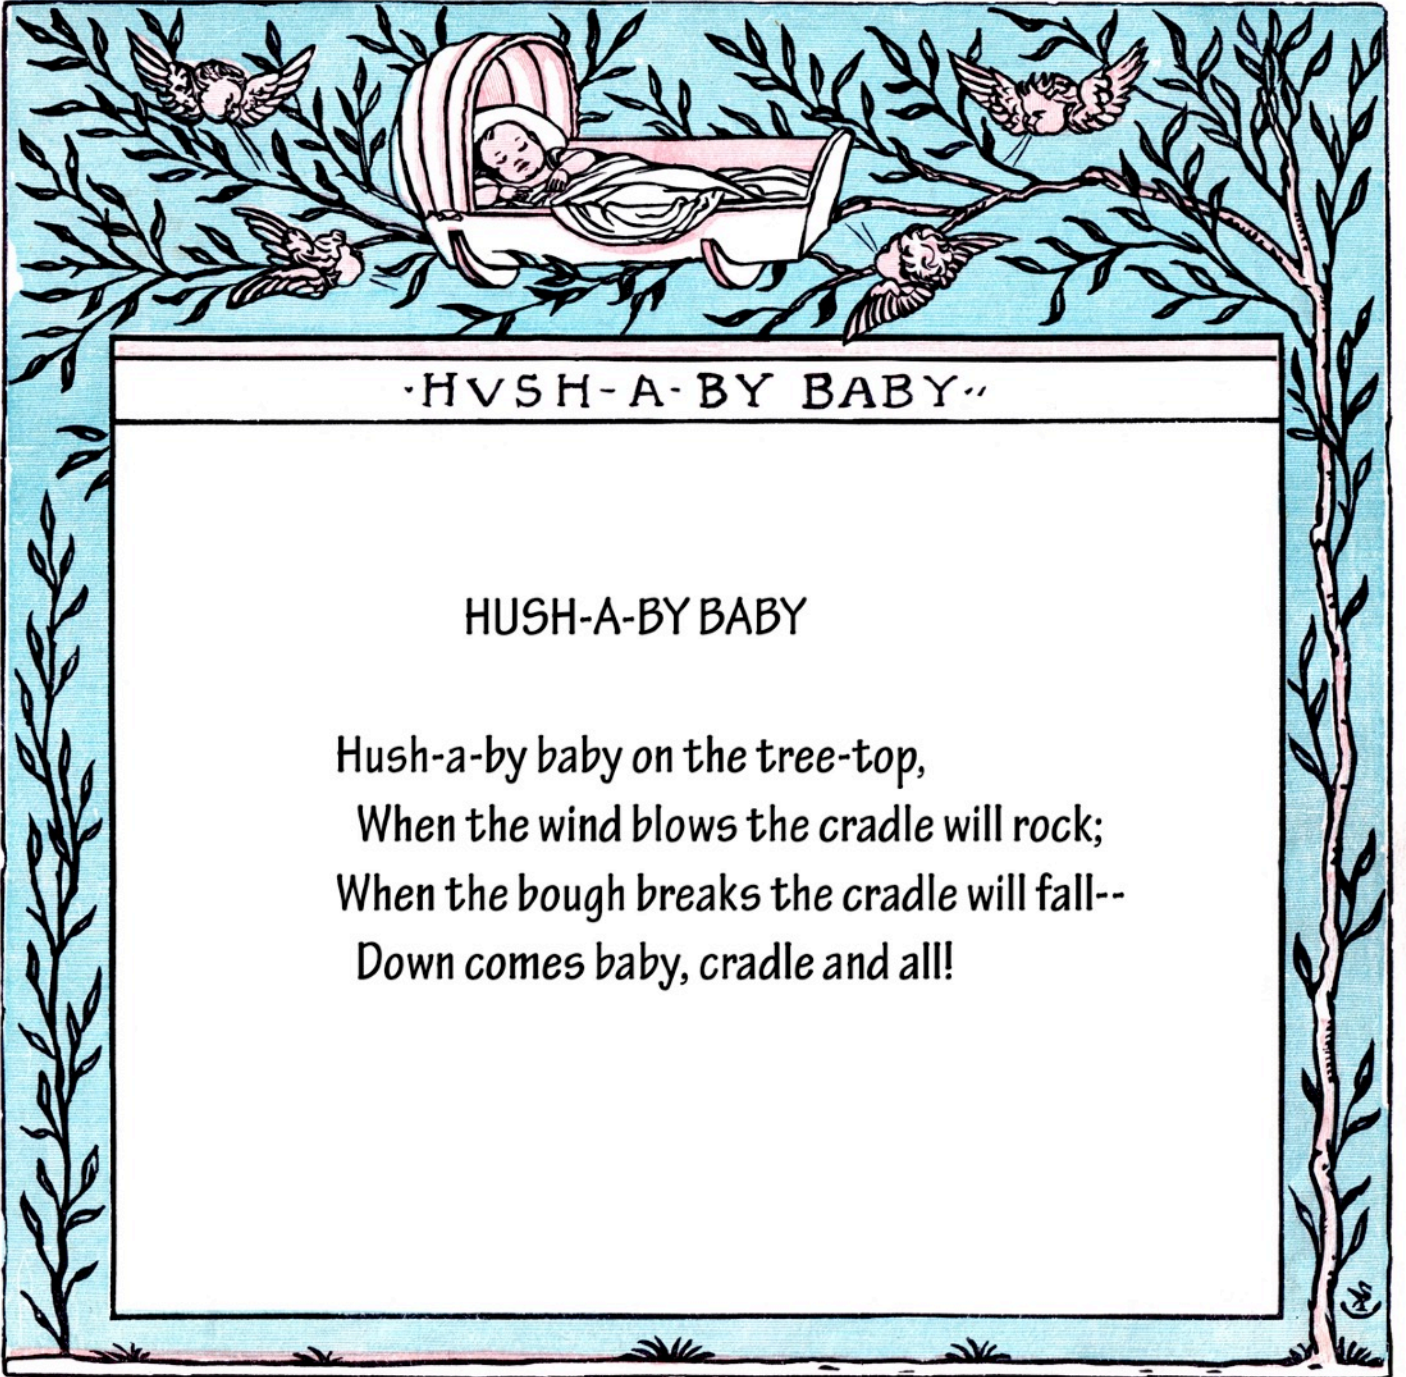 ·HVSH-A-BY BABY··
HUSH-A-BY BABY
Hush-a-by baby on the tree-top,
When the wind blows the cradle will rock;
When the bough breaks the cradle will fall--
Down comes baby, cradle and all!